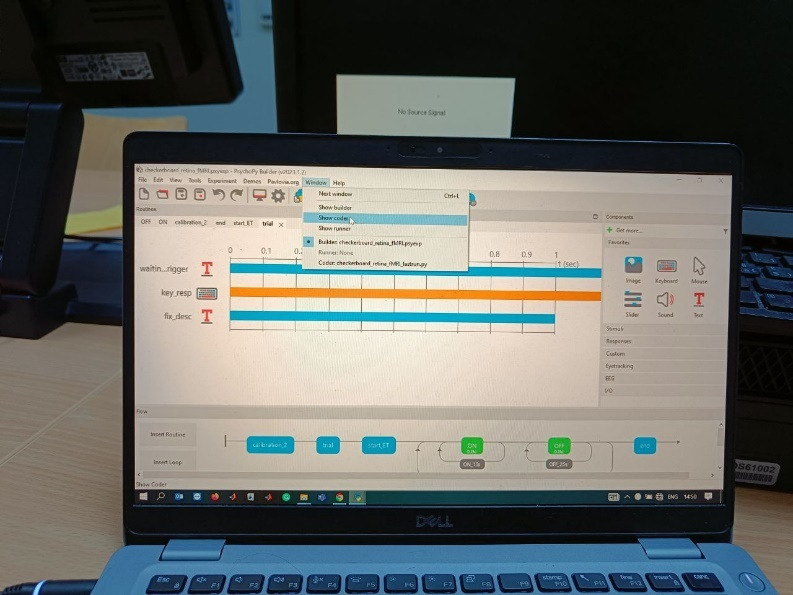 No Source Signal
checkerboard_retina_fMRI.psyexp - PsychoPy Builder (v2023.1.2)
File Edit View Tools Experiment Demos Pavlovia.org Window Help
Next window Ctrl+L
Show builder
Show coder
Show runner
Builder: checkerboard_retina_fMRI.psyexp
Runner: None
Coder: checkerboard_retina_fMRI_lastrun.py
Routines
OFF ON calibration_2 end start_ET trial
0 0.1 0.8 0.9 1
t (sec)
waitin...rigger
key_resp
fix_desc
Components
Get more...
Favorites
Image Keyboard Mouse
Slider Sound Text
Stimuli
Responses
Custom
Eyetracking
EEG
I/O
Flow
Insert Routine
Insert Loop
calibration_2 trial start_ET ON OFF end
ON_15s OFF_25s
Show Coder
ENG 14:50
DELL
Esc F1 F2 F3 F4 F5 F6 F7 F8 F9 F10 F11 F12